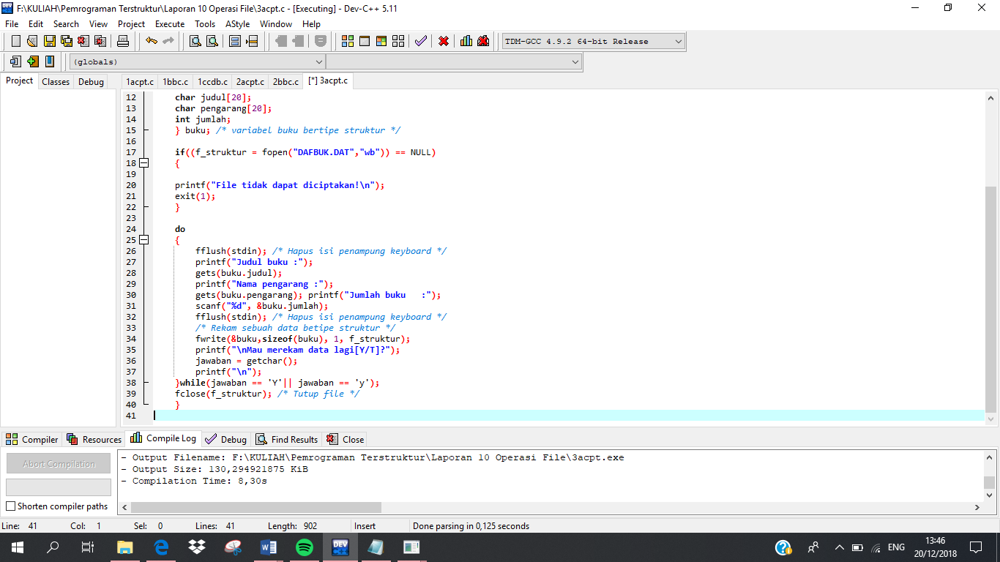 F:\KULIAH\Pemrograman Terstruktur\Laporan 10 Operasi File\3acpt.c - [Executing] - Dev-C++ 5.11
File Edit Search View Project Execute Tools AStyle Window Help
TDM-GCC 4.9.2 64-bit Release
(globals)
Project Classes Debug
1acpt.c 1bbc.c 1ccdb.c 2acpt.c 2bbc.c [*] 3acpt.c
12 char judul[20];
13 char pengarang[20];
14 int jumlah;
15 } buku; /* variabel buku bertipe struktur */
16
17 if((f_struktur = fopen("DAFBUK.DAT","wb")) == NULL)
18 {
19
20 printf("File tidak dapat diciptakan!\n");
21 exit(1);
22 }
23
24 do
25 {
26 fflush(stdin); /* Hapus isi penampung keyboard */
27 printf("Judul buku :");
28 gets(buku.judul);
29 printf("Nama pengarang :");
30 gets(buku.pengarang); printf("Jumlah buku   :");
31 scanf("%d", &buku.jumlah);
32 fflush(stdin); /* Hapus isi penampung keyboard */
33 /* Rekam sebuah data betipe struktur */
34 fwrite(&buku,sizeof(buku), 1, f_struktur);
35 printf("\nMau merekam data lagi[Y/T]?");
36 jawaban = getchar();
37 printf("\n");
38 }while(jawaban == 'Y'|| jawaban == 'y');
39 fclose(f_struktur); /* Tutup file */
40 }
41
Compiler Resources Compile Log Debug Find Results Close
Abort Compilation
Shorten compiler paths
- Output Filename: F:\KULIAH\Pemrograman Terstruktur\Laporan 10 Operasi File\3acpt.exe
- Output Size: 130,294921875 KiB
- Compilation Time: 8,30s
Line: 41 Col: 1 Sel: 0 Lines: 41 Length: 902 Insert Done parsing in 0,125 seconds
DEV
ENG
13:46
20/12/2018